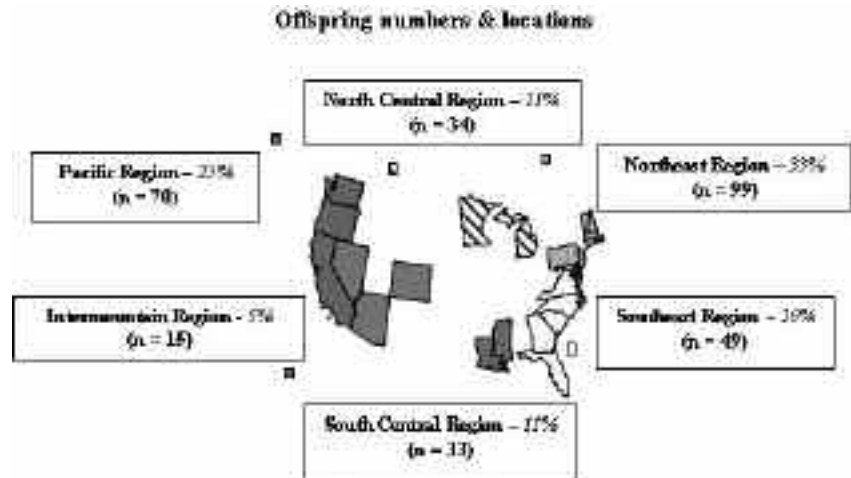 Offspring numbers & locations
North Central Region – 11%
(n = 34)
Pacific Region – 23%
(n = 70)
Northeast Region – 33%
(n = 99)
Intermountain Region - 5%
(n = 15)
Southeast Region – 16%
(n = 49)
South Central Region – 11%
(n = 33)